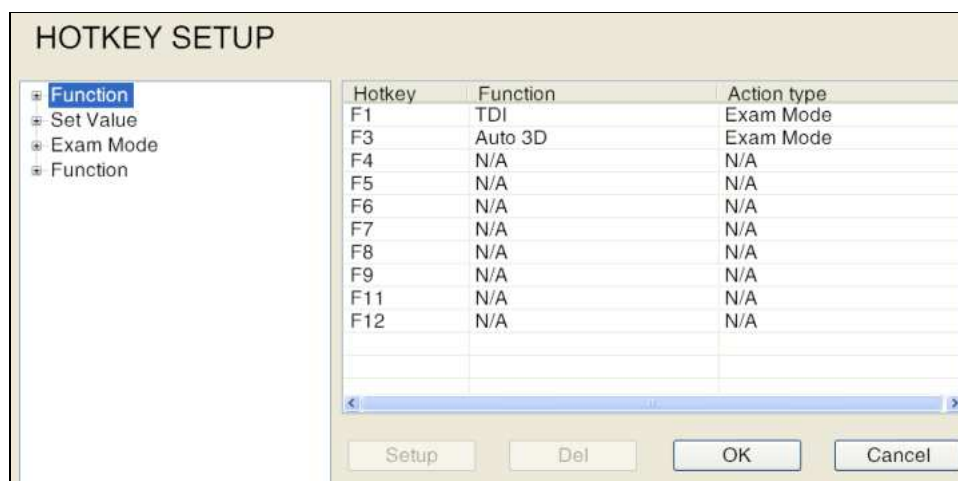 HOTKEY SETUP
Function
Set Value
Exam Mode
Function
Hotkey Function Action type
F1 TDI Exam Mode
F3 Auto 3D Exam Mode
F4 N/A N/A
F5 N/A N/A
F6 N/A N/A
F7 N/A N/A
F8 N/A N/A
F9 N/A N/A
F11 N/A N/A
F12 N/A N/A
Setup Del OK Cancel